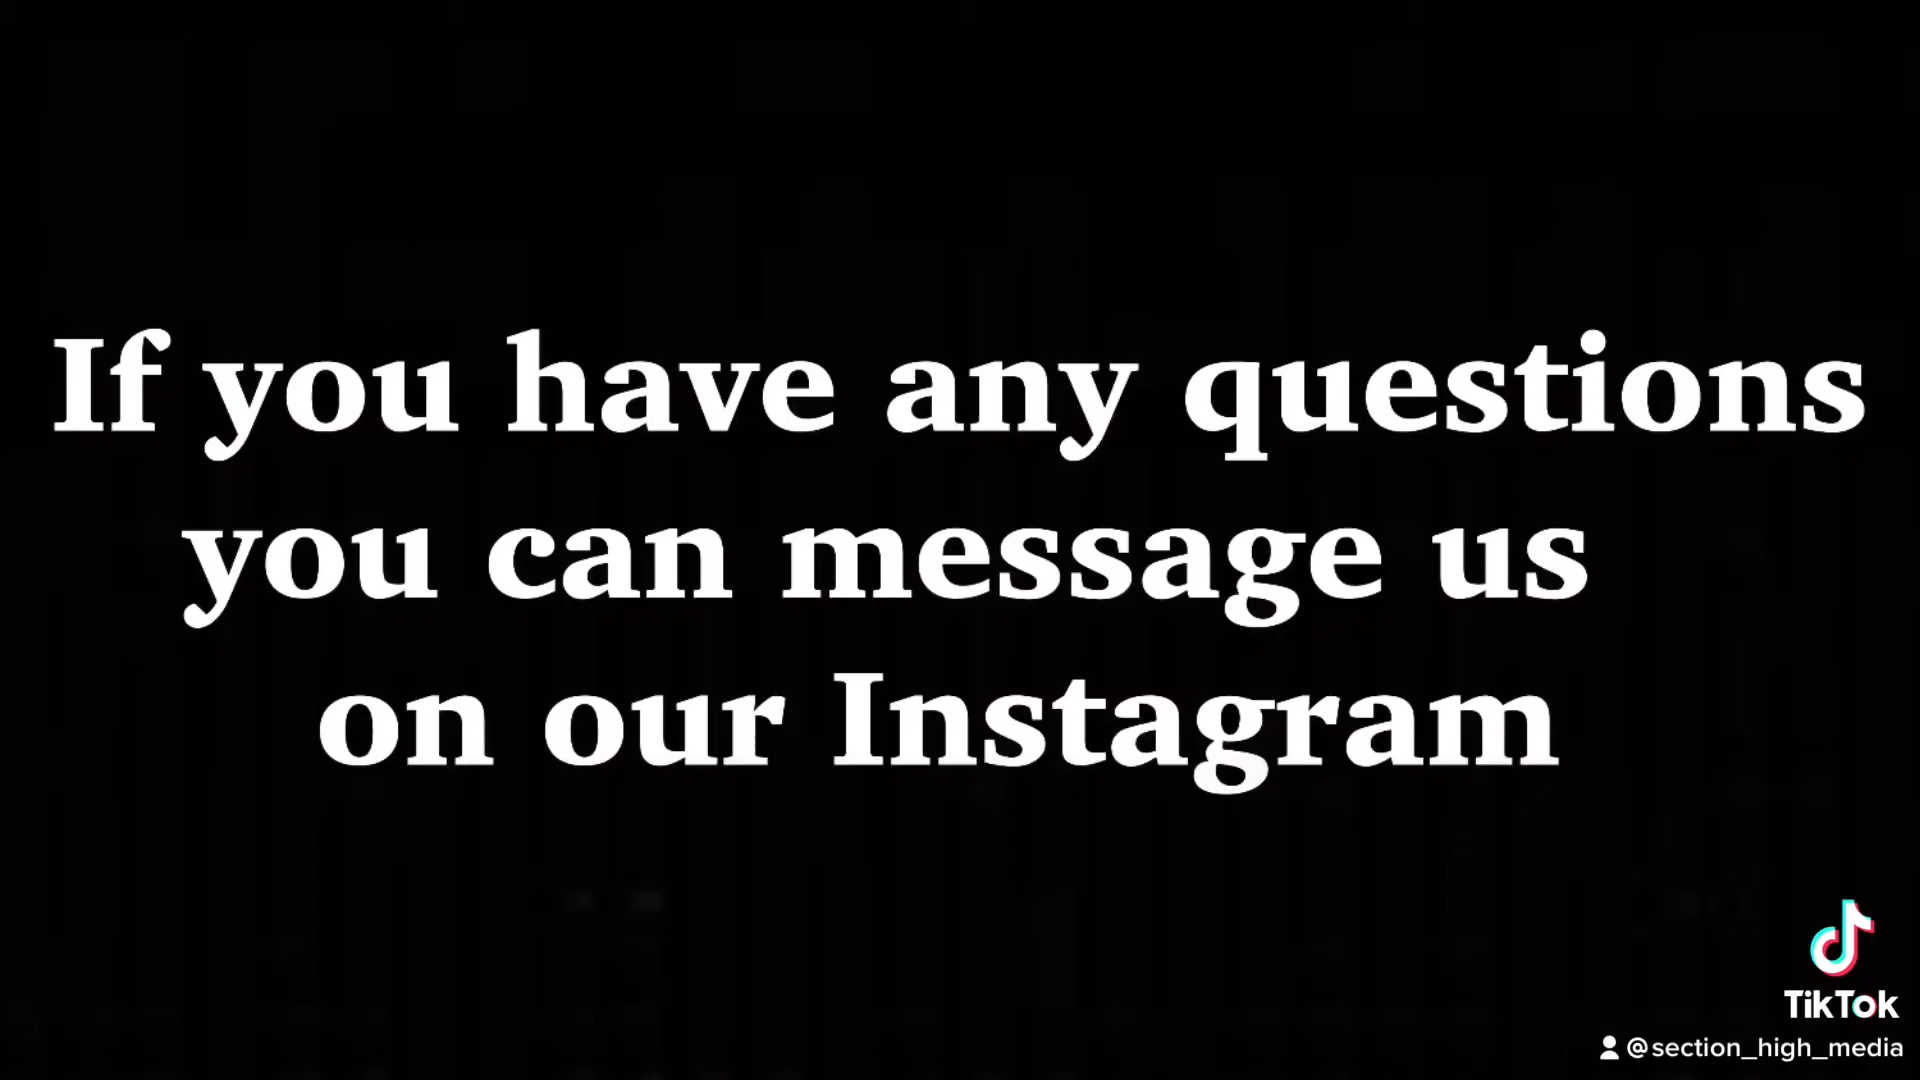 If you have any questions
you can message us
on our Instagram
TikTok
@section_high_media